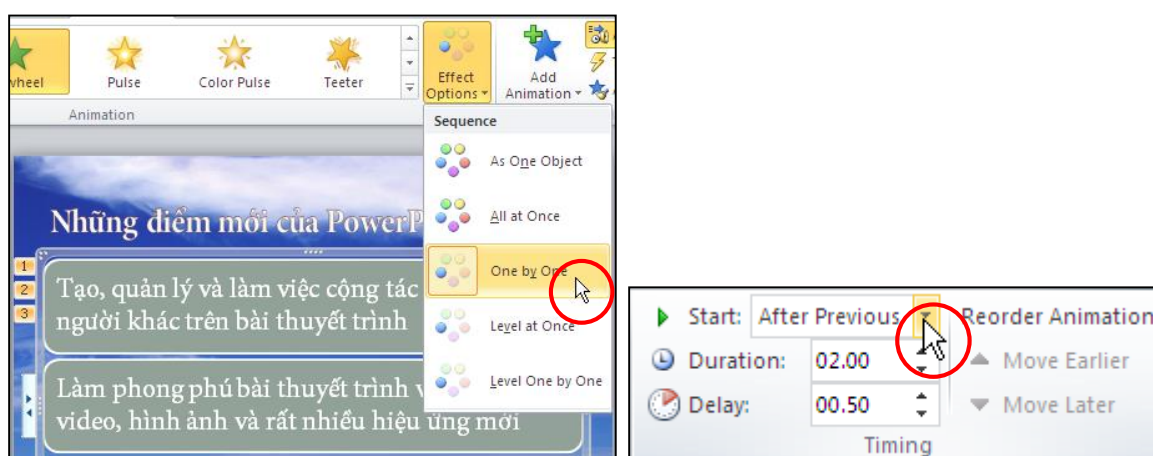 wheel Pulse Color Pulse Teeter Effect Options Add Animation
Animation
Sequence
As One Object
All at Once
One by One
Level at Once
Level One by One
Những điểm mới của PowerP
1
2
3
Tạo, quản lý và làm việc cộng tác
người khác trên bài thuyết trình
Làm phong phú bài thuyết trình v
video, hình ảnh và rất nhiều hiệu ứng mới
Start: After Previous Reorder Animation
Duration: 02.00 Move Earlier
Delay: 00.50 Move Later
Timing